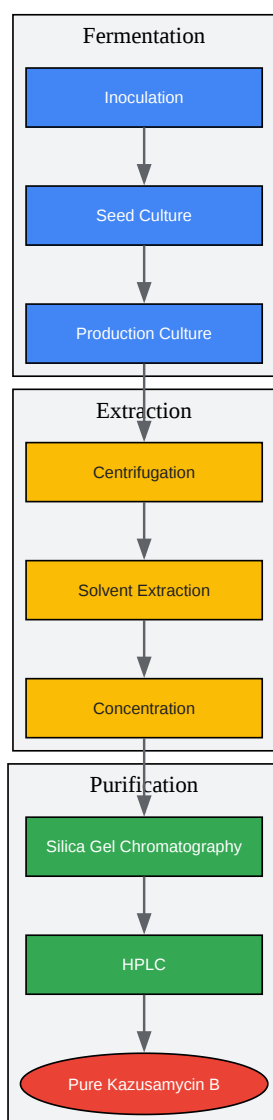 Fermentation
Inoculation
Seed Culture
Production Culture
Extraction
Centrifugation
Solvent Extraction
Concentration
Purification
Silica Gel Chromatography
HPLC
Pure Kazusamycin B